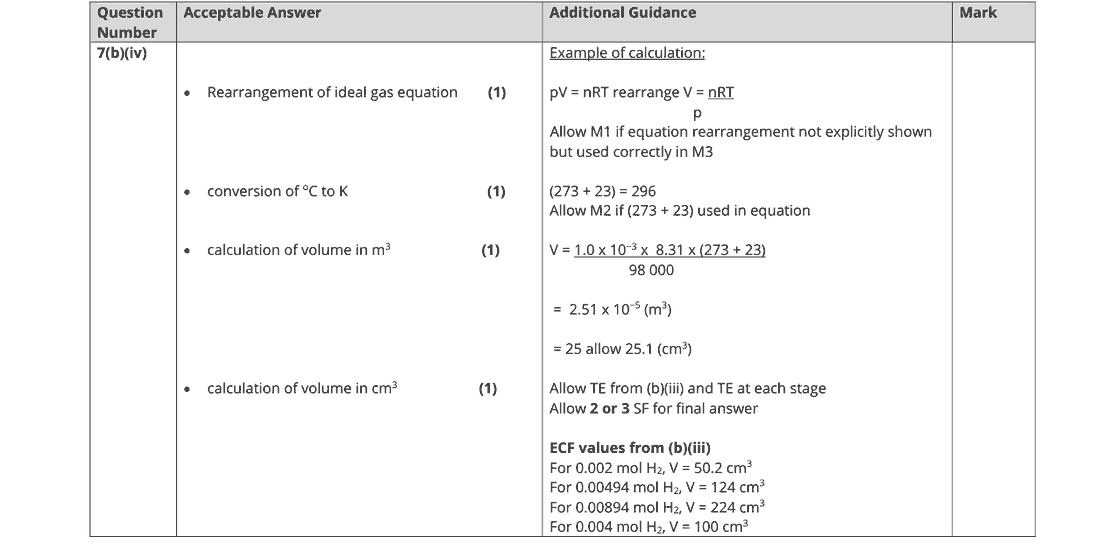 Question Number Acceptable Answer Additional Guidance Mark
7(b)(iv) Example of calculation:
• Rearrangement of ideal gas equation (1) pV = nRT rearrange V = nRT
p
Allow M1 if equation rearrangement not explicitly shown
but used correctly in M3
• conversion of °C to K (1) (273 + 23) = 296
Allow M2 if (273 + 23) used in equation
• calculation of volume in m³ (1) V = 1.0 x 10⁻³ x 8.31 x (273 + 23)
98 000
= 2.51 x 10⁻⁵ (m³)
= 25 allow 25.1 (cm³)
• calculation of volume in cm³ (1) Allow TE from (b)(iii) and TE at each stage
Allow 2 or 3 SF for final answer
ECF values from (b)(iii)
For 0.002 mol H₂, V = 50.2 cm³
For 0.00494 mol H₂, V = 124 cm³
For 0.00894 mol H₂, V = 224 cm³
For 0.004 mol H₂, V = 100 cm³